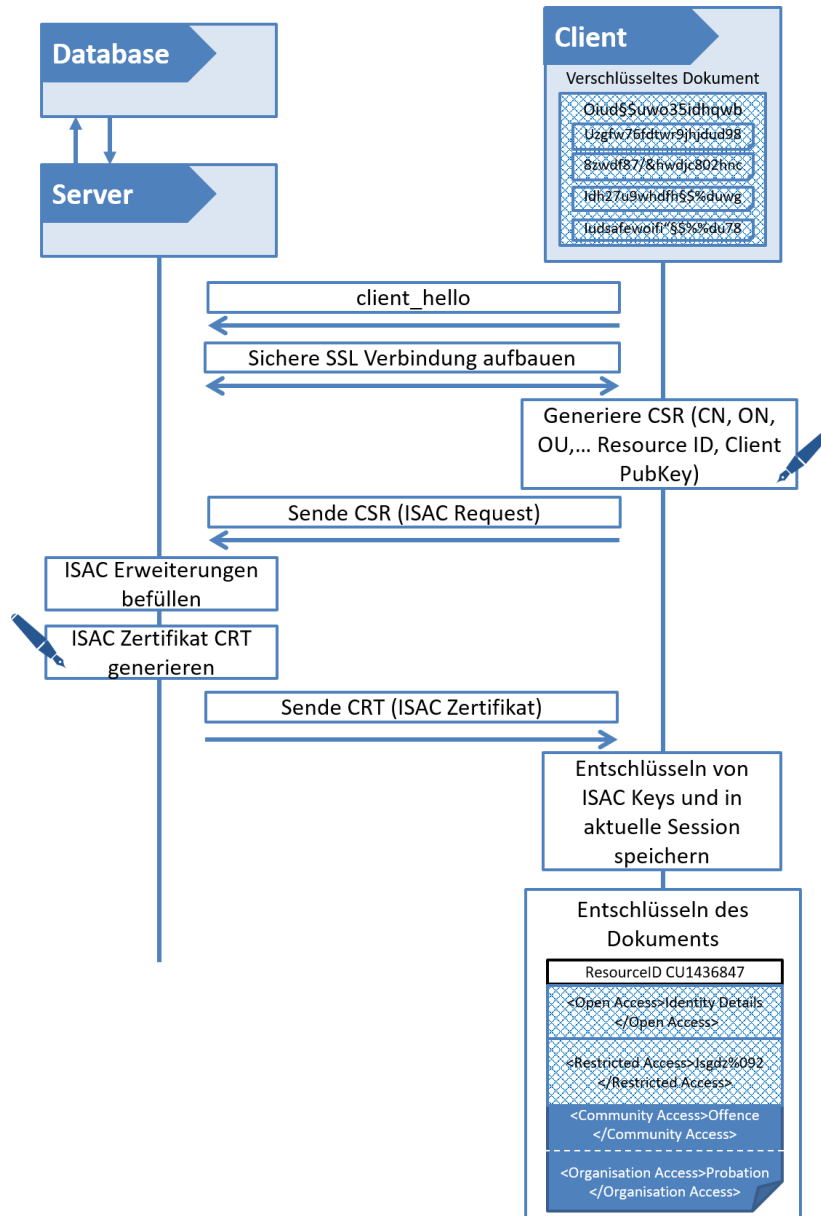 Database
Server
Client
Verschlüsseltes Dokument
Oiud§$uwo35idhqwb
Uzgfw76fdtwr9jhjdud98
8zwdf87/&hwdjc802hnc
Idh27u9whdfh§$%duwg
Iudsafewoifi“§$%%du78
client_hello
Sichere SSL Verbindung aufbauen
Generiere CSR (CN, ON,
OU,... Resource ID, Client
PubKey)
Sende CSR (ISAC Request)
ISAC Erweiterungen
befüllen
ISAC Zertifikat CRT
generieren
Sende CRT (ISAC Zertifikat)
Entschlüsseln von
ISAC Keys und in
aktuelle Session
speichern
Entschlüsseln des
Dokuments
ResourceID CU1436847
<Open Access>Identity Details
</Open Access>
<Restricted Access>Jsgdz%092
</Restricted Access>
<Community Access>Offence
</Community Access>
<Organisation Access>Probation
</Organisation Access>